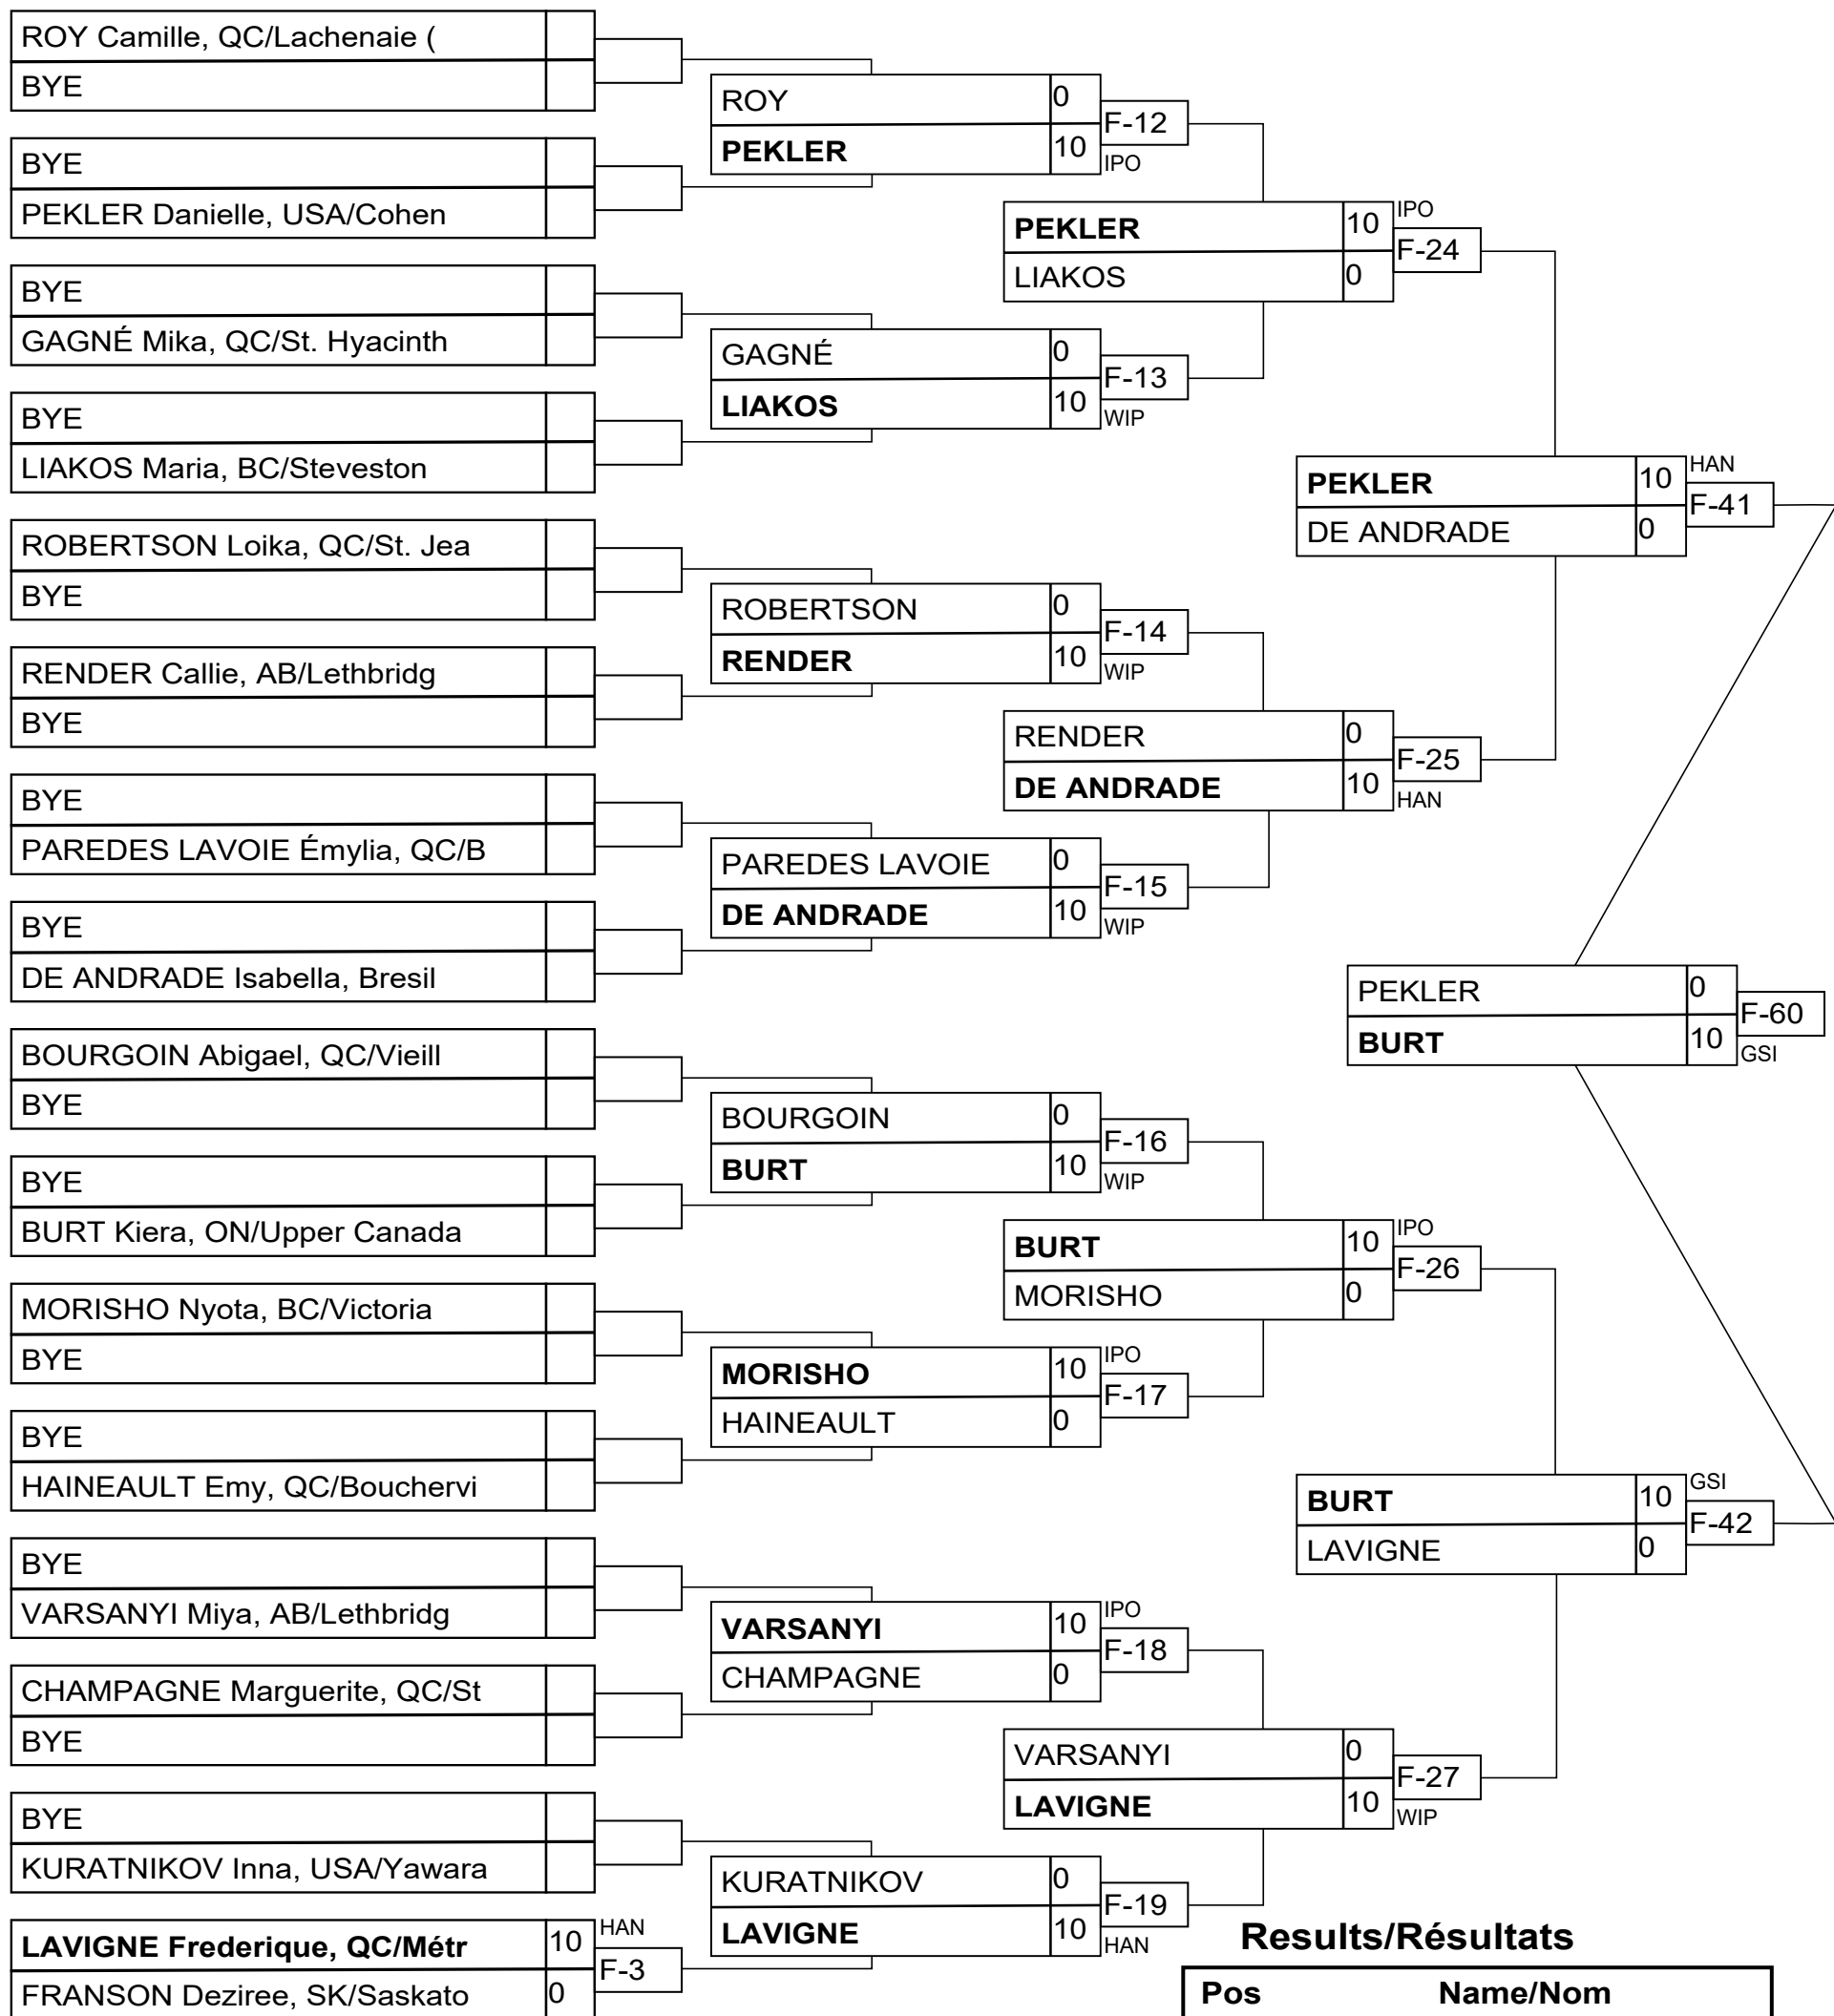 ROY Camille, QC/Lachenaie (
BYE
BYE
PEKLER Danielle, USA/Cohen
BYE
GAGNÉ Mika, QC/St. Hyacinth
BYE
LIAKOS Maria, BC/Steveston
ROBERTSON Loika, QC/St. Jea
BYE
RENDER Callie, AB/Lethbridg
BYE
BYE
PAREDES LAVOIE Émylia, QC/B
BYE
DE ANDRADE Isabella, Bresil
BOURGOIN Abigael, QC/Vieill
BYE
BYE
BURT Kiera, ON/Upper Canada
MORISHO Nyota, BC/Victoria
BYE
BYE
HAINEAULT Emy, QC/Bouchervi
BYE
VARSANYI Miya, AB/Lethbridg
CHAMPAGNE Marguerite, QC/St
BYE
BYE
KURATNIKOV Inna, USA/Yawara
LAVIGNE Frederique, QC/Métr 10 HAN
F-3
FRANSON Deziree, SK/Saskato 0
ROY 0
F-12
PEKLER 10 IPO
GAGNÉ 0
F-13
LIAKOS 10 WIP
ROBERTSON 0
F-14
RENDER 10 WIP
PAREDES LAVOIE 0
F-15
DE ANDRADE 10 WIP
BOURGOIN 0
F-16
BURT 10 WIP
MORISHO 10 IPO
F-17
HAINEAULT 0
VARSANYI 10 IPO
F-18
CHAMPAGNE 0
KURATNIKOV 0
F-19
LAVIGNE 10 HAN
PEKLER 10 IPO
F-24
LIAKOS 0
RENDER 0
F-25
DE ANDRADE 10 HAN
BURT 10 IPO
F-26
MORISHO 0
VARSANYI 0
F-27
LAVIGNE 10 WIP
PEKLER 10 HAN
F-41
DE ANDRADE 0
BURT 10 GSI
F-42
LAVIGNE 0
PEKLER 0
F-60
BURT 10 GSI
Results/Résultats
Pos Name/Nom